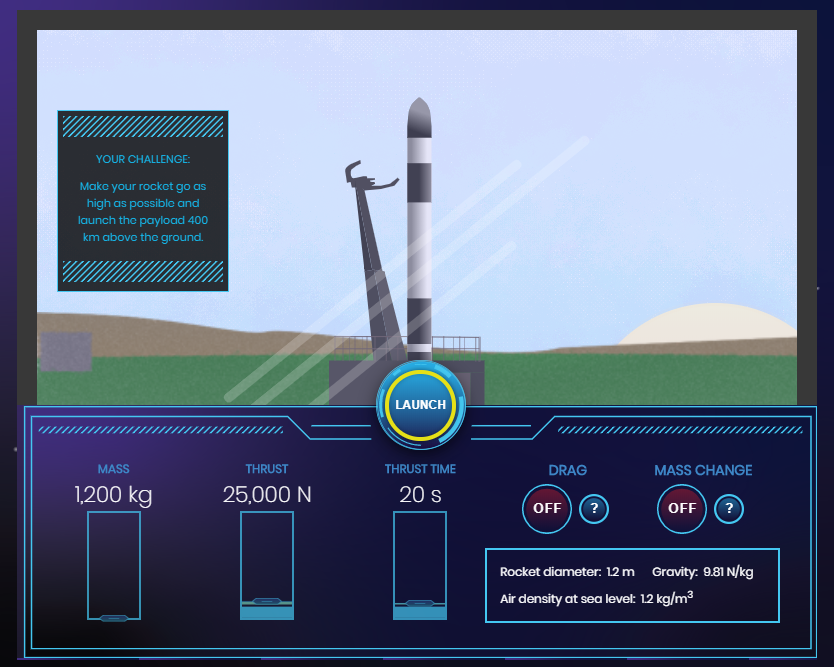 YOUR CHALLENGE:
Make your rocket go as
high as possible and
launch the payload 400
km above the ground.
LAUNCH
MASS
1,200 kg
THRUST
25,000 N
THRUST TIME
20 s
DRAG
OFF
?
MASS CHANGE
OFF
?
Rocket diameter: 1.2 m Gravity: 9.81 N/kg
Air density at sea level: 1.2 kg/m³